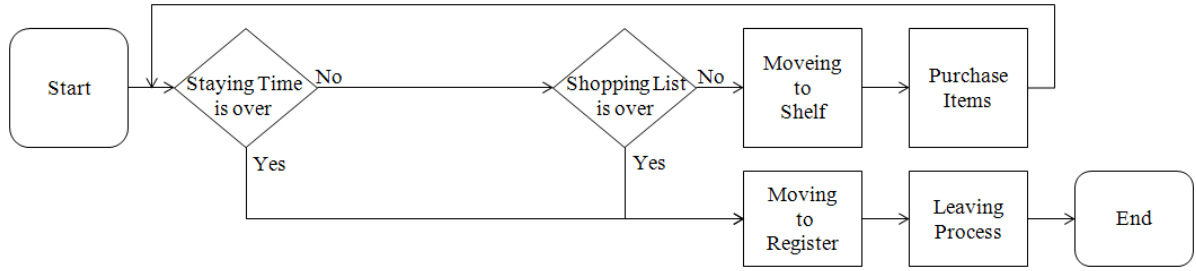 Start
Staying Time
is over
No
Yes
Shopping List
is over
No
Yes
Moveing
to
Shelf
Purchase
Items
Moving
to
Register
Leaving
Process
End